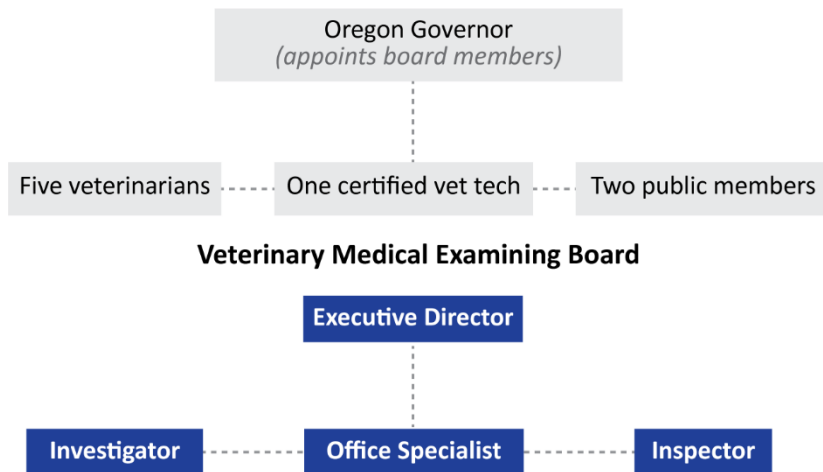 Oregon Governor
(appoints board members)
Five veterinarians
One certified vet tech
Two public members
Veterinary Medical Examining Board
Executive Director
Investigator
Office Specialist
Inspector